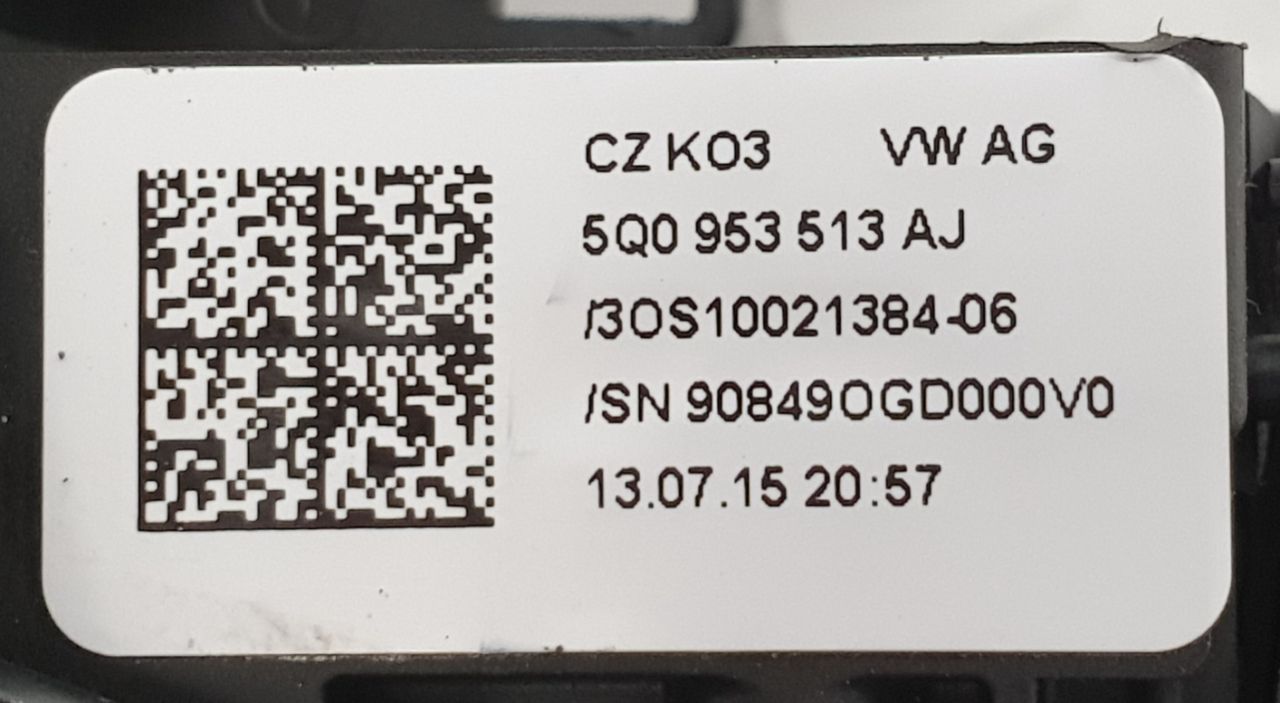 CZ KO3 VW AG
5Q0 953 513 AJ
/3OS10021384-06
/SN 90849OGD000V0
13.07.15 20:57